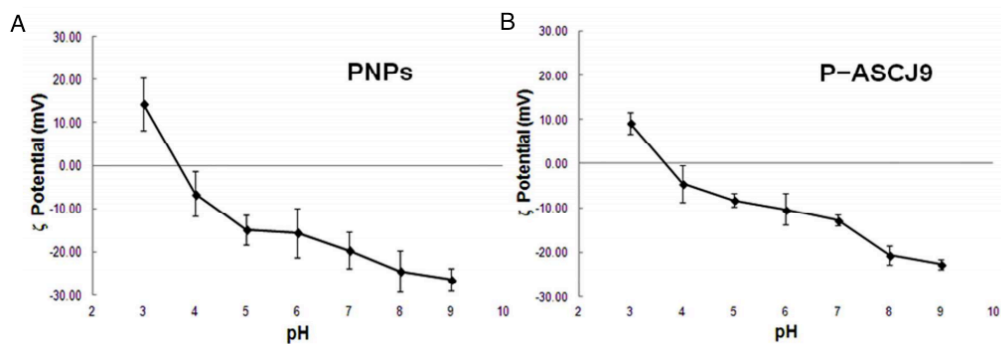 A
PNPs
30.00
20.00
10.00
0.00
-10.00
-20.00
-30.00
ζ Potential (mV)
2 3 4 5 6 7 8 9 10
pH
B
P-ASCJ9
30.00
20.00
10.00
0.00
-10.00
-20.00
-30.00
ζ Potential (mV)
2 3 4 5 6 7 8 9 10
pH